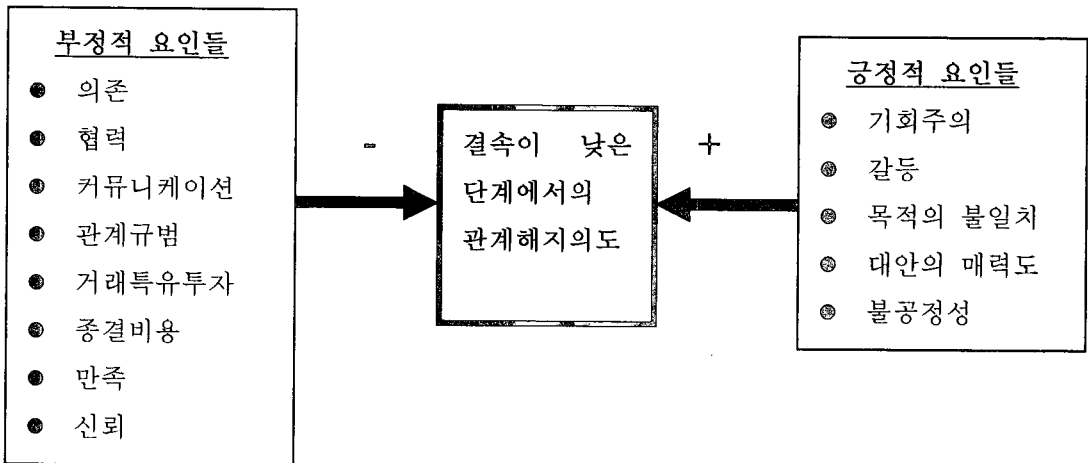 부정적 요인들
● 의존
● 협력
● 커뮤니케이션
● 관계규범
● 거래특유투자
● 종결비용
● 만족
● 신뢰
-
결속이 낮은
단계에서의
관계해지의도
+
긍정적 요인들
● 기회주의
● 갈등
● 목적의 불일치
● 대안의 매력도
● 불공정성